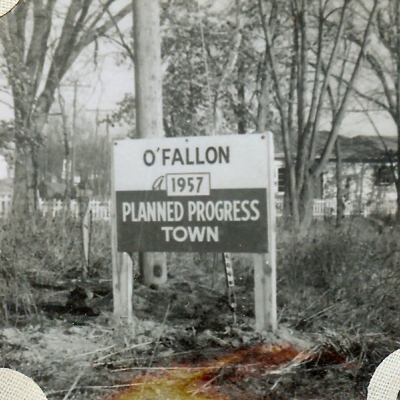 O'FALLON
a 1957
PLANNED PROGRESS
TOWN